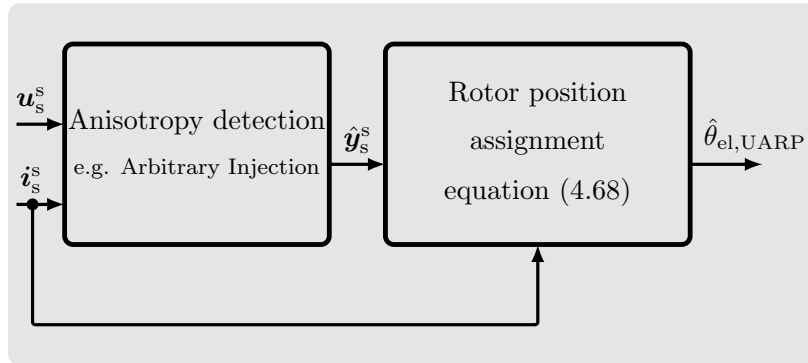 u_s^s
i_s^s
Anisotropy detection
e.g. Arbitrary Injection
ŷ_s^s
Rotor position
assignment
equation (4.68)
θ̂_el,UARP